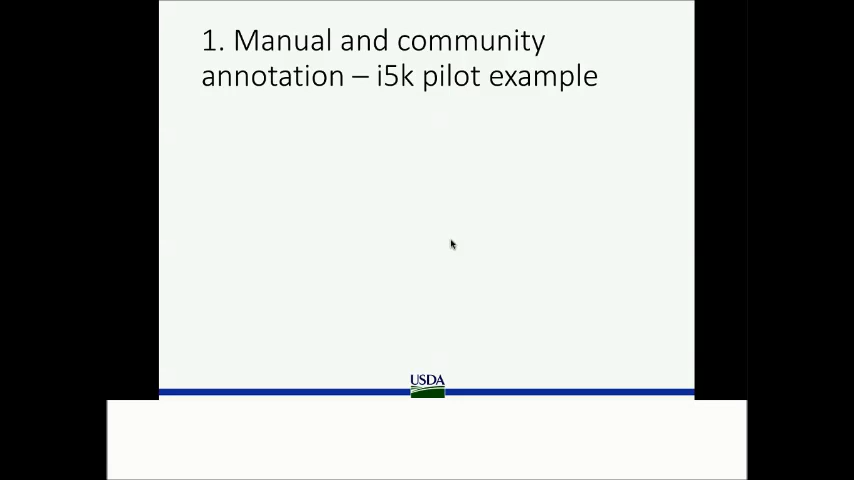 1. Manual and community
annotation – i5k pilot example
USDA